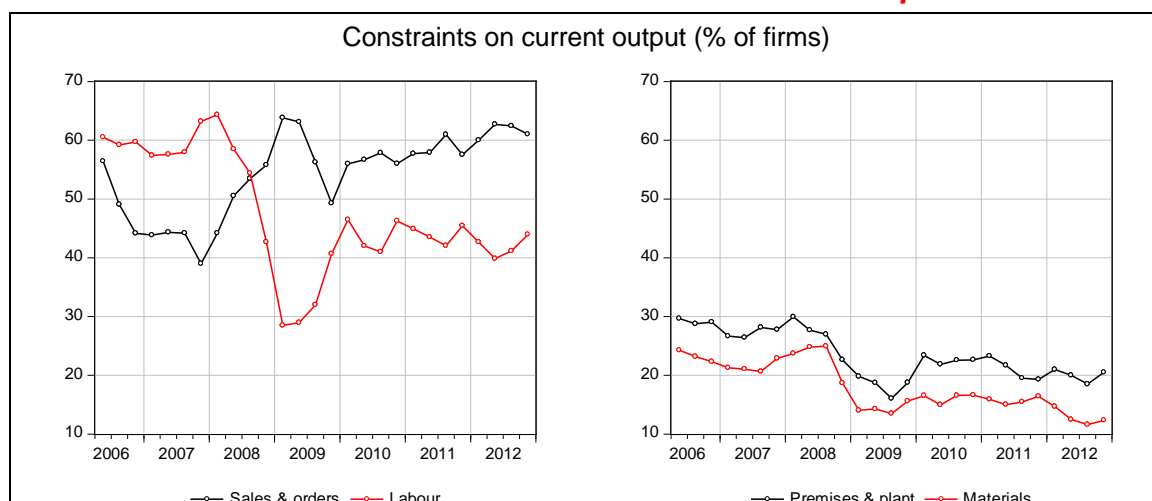 Constraints on current output (% of firms)
70
60
50
40
30
20
10
2006 2007 2008 2009 2010 2011 2012
Sales & orders Labour
70
60
50
40
30
20
10
2006 2007 2008 2009 2010 2011 2012
Premises & plant Materials